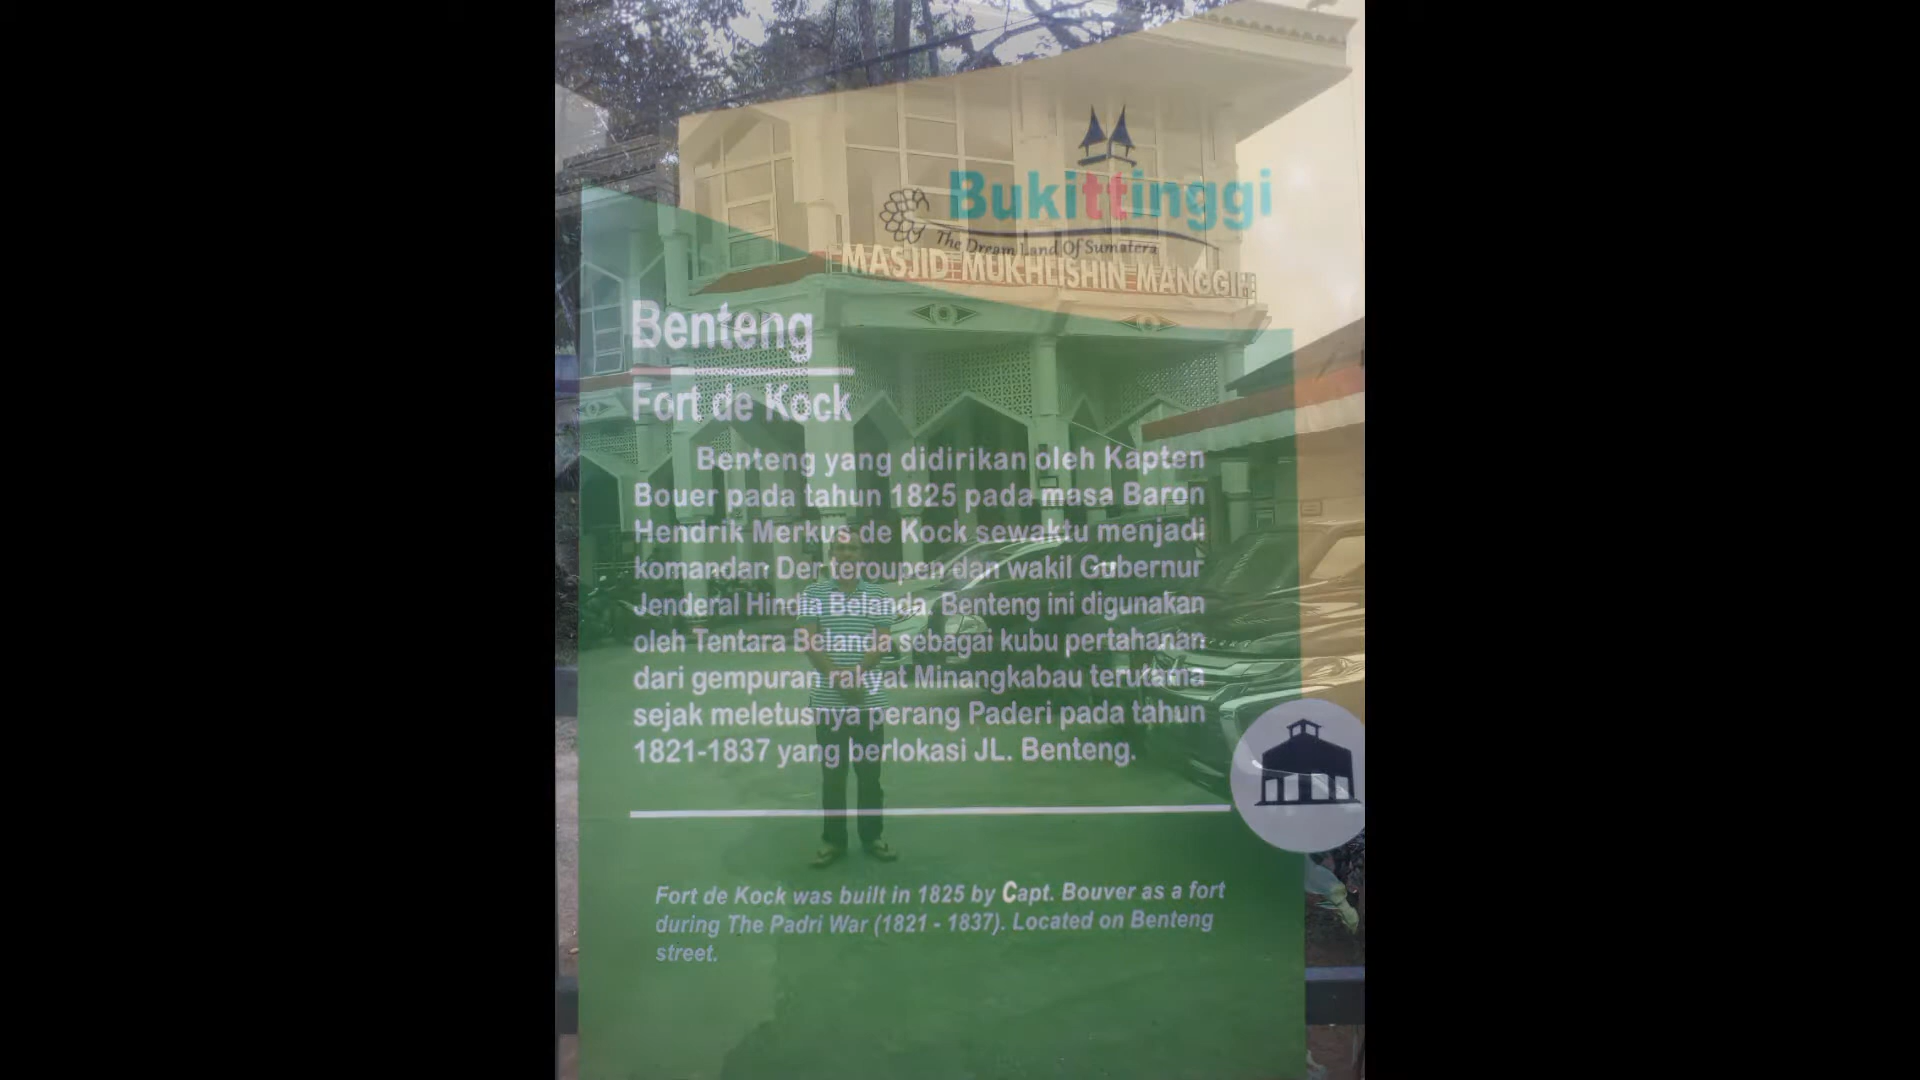 Bukittinggi
The Dream Land Of Sumatera
MASJID MUKHLISHIN MANGGIH
Benteng
Fort de Kock
Benteng yang didirikan oleh Kapten
Bouer pada tahun 1825 pada masa Baron
Hendrik Merkus de Kock sewaktu menjadi
komandan Der teroupen dan wakil Gubernur
Jenderal Hindia Belanda. Benteng ini digunakan
oleh Tentara Belanda sebagai kubu pertahanan
dari gempuran rakyat Minangkabau terutama
sejak meletusnya perang Paderi pada tahun
1821-1837 yang berlokasi JL. Benteng.
Fort de Kock was built in 1825 by Capt. Bouver as a fort
during The Padri War (1821 - 1837). Located on Benteng
street.